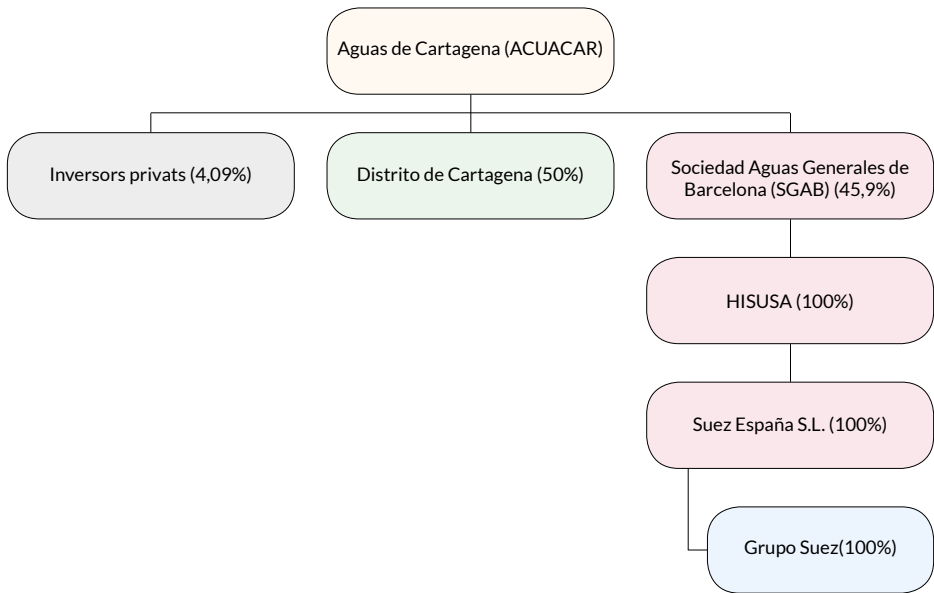 Aguas de Cartagena (ACUACAR)
Inversors privats (4,09%)
Distrito de Cartagena (50%)
Sociedad Aguas Generales de
Barcelona (SGAB) (45,9%)
HISUSA (100%)
Suez España S.L. (100%)
Grupo Suez(100%)